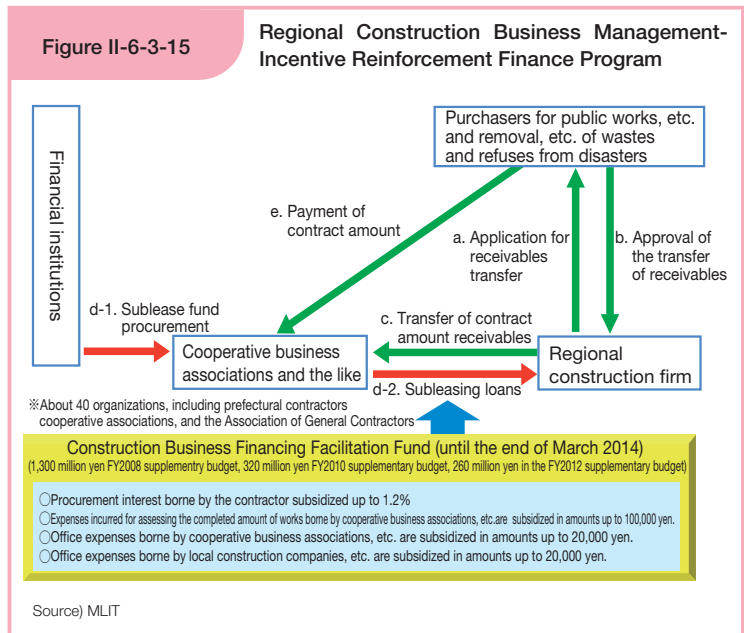 Figure II-6-3-15
Regional Construction Business Management-
Incentive Reinforcement Finance Program
Financial institutions
Purchasers for public works, etc.
and removal, etc. of wastes
and refuses from disasters
e. Payment of
contract amount
a. Application for
receivables
transfer
b. Approval of
the transfer
of receivables
d-1. Sublease fund
procurement
c. Transfer of contract
amount receivables
Cooperative business
associations and the like
Regional
construction firm
d-2. Subleasing loans
※About 40 organizations, including prefectural contractors
cooperative associations, and the Association of General Contractors
Construction Business Financing Facilitation Fund (until the end of March 2014)
(1,300 million yen FY2008 supplementry budget, 320 million yen FY2010 supplementary budget, 260 million yen in the FY2012 supplementary budget)
○Procurement interest borne by the contractor subsidized up to 1.2%
○Expenses incurred for assessing the completed amount of works borne by cooperative business associations, etc.are subsidized in amounts up to 100,000 yen.
○Office expenses borne by cooperative business associations, etc. are subsidized in amounts up to 20,000 yen.
○Office expenses borne by local construction companies, etc. are subsidized in amounts up to 20,000 yen.
Source) MLIT